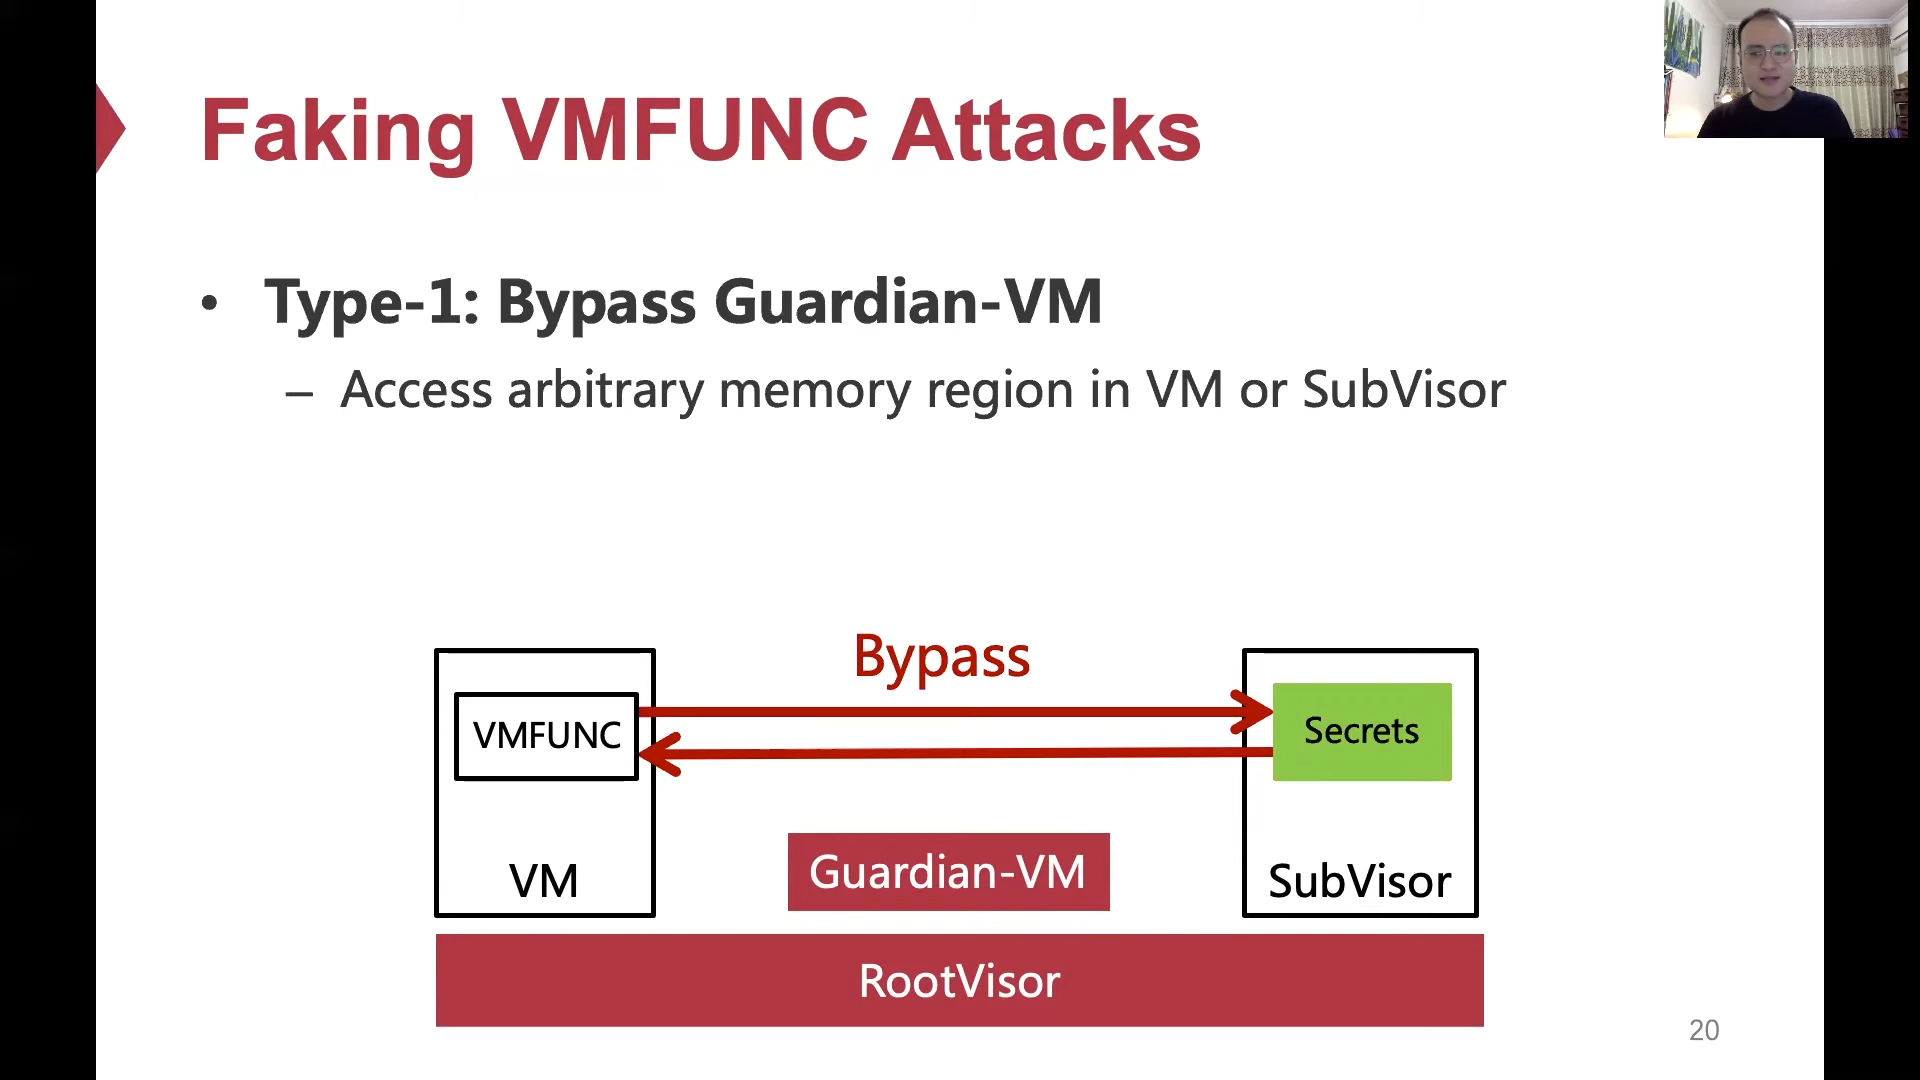 Faking VMFUNC Attacks
• Type-1: Bypass Guardian-VM
– Access arbitrary memory region in VM or SubVisor
Bypass
VMFUNC
Secrets
VM
Guardian-VM
SubVisor
RootVisor
20